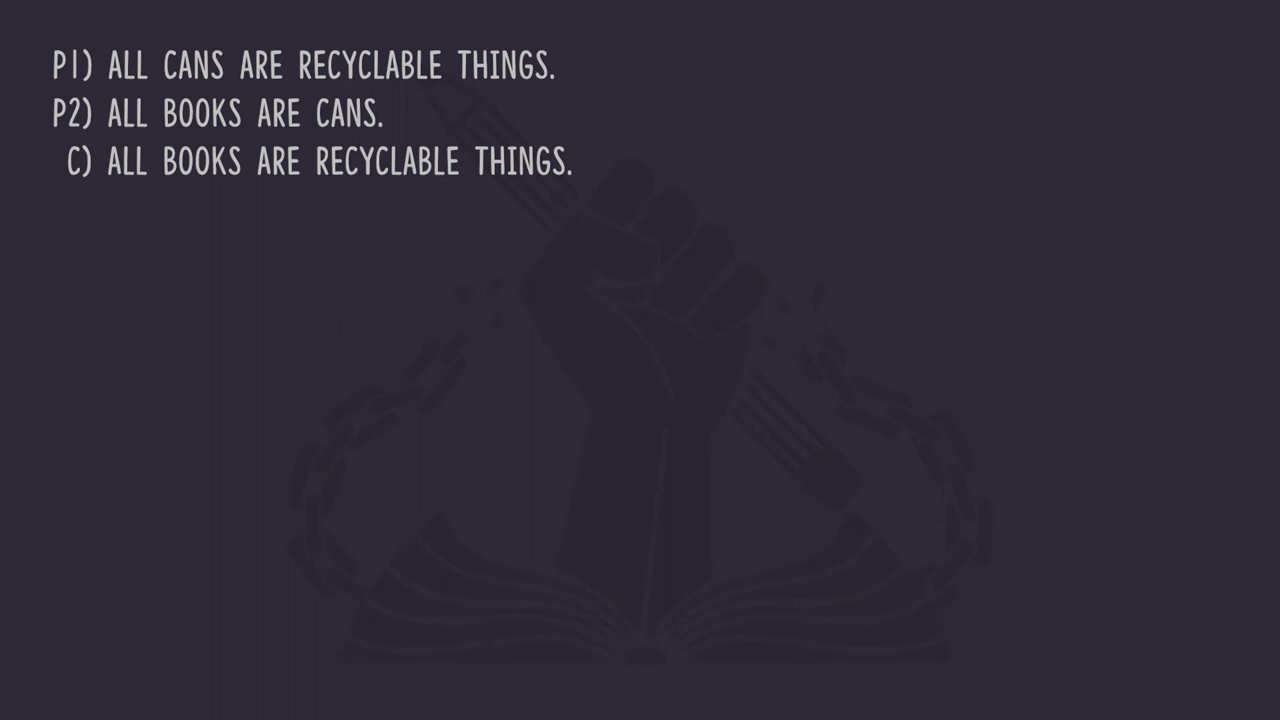 P1) ALL CANS ARE RECYCLABLE THINGS.
P2) ALL BOOKS ARE CANS.
C) ALL BOOKS ARE RECYCLABLE THINGS.